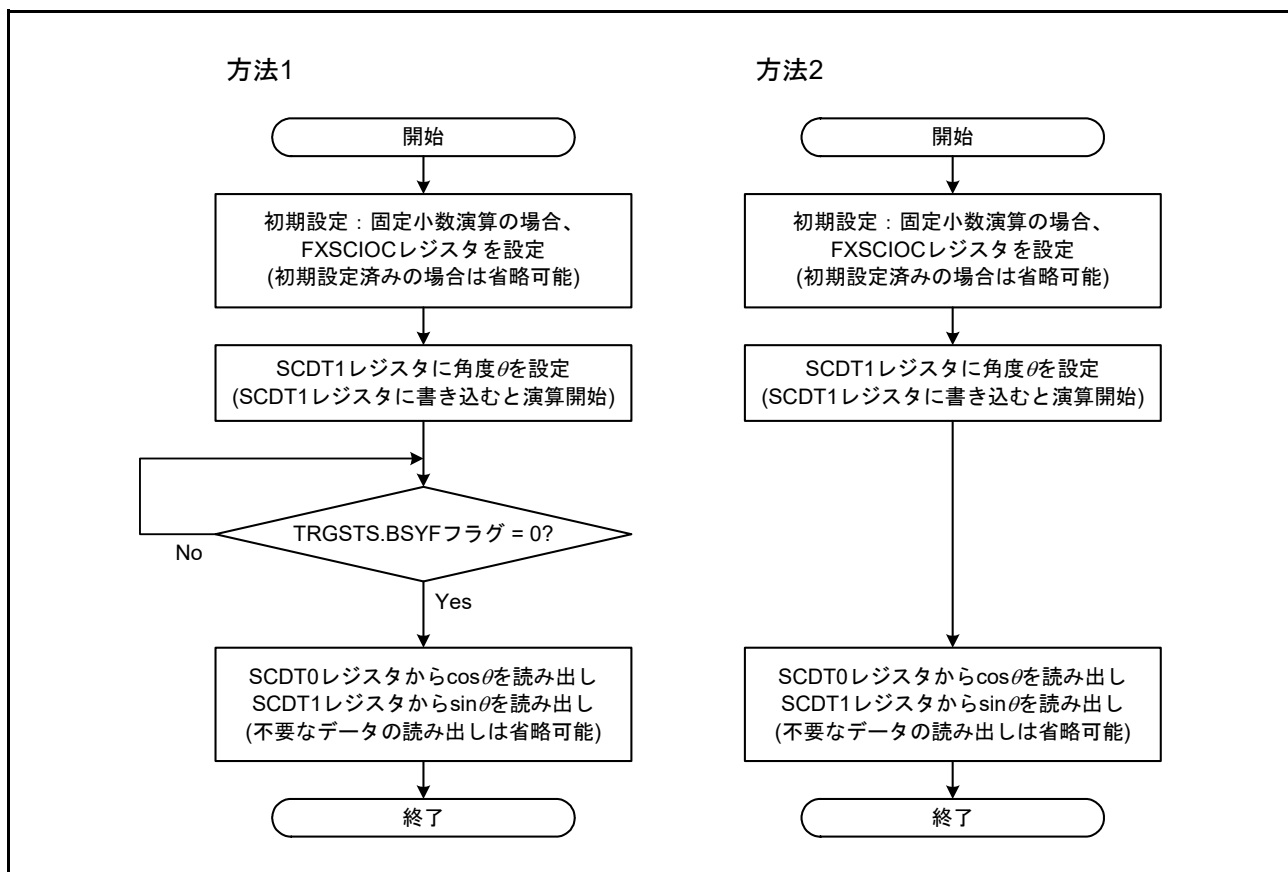 方法1
開始
初期設定：固定小数演算の場合、
FXSCIOCレジスタを設定
(初期設定済みの場合は省略可能)
SCDT1レジスタに角度θを設定
(SCDT1レジスタに書き込むと演算開始)
TRGSTS.BSYFフラグ = 0?
No
Yes
SCDT0レジスタからcosθを読み出し
SCDT1レジスタからsinθを読み出し
(不要なデータの読み出しは省略可能)
終了
方法2
開始
初期設定：固定小数演算の場合、
FXSCIOCレジスタを設定
(初期設定済みの場合は省略可能)
SCDT1レジスタに角度θを設定
(SCDT1レジスタに書き込むと演算開始)
SCDT0レジスタからcosθを読み出し
SCDT1レジスタからsinθを読み出し
(不要なデータの読み出しは省略可能)
終了